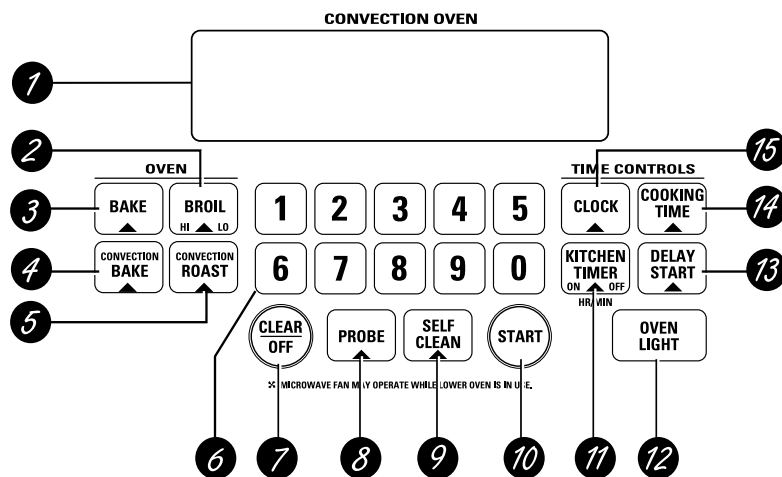 CONVECTION OVEN
1
2
15
OVEN
TIME CONTROLS
3
BAKE
BROIL
HI LO
1 2 3 4 5
CLOCK
COOKING
TIME
14
4
CONVECTION
BAKE
CONVECTION
ROAST
6 7 8 9 0
KITCHEN
TIMER
ON OFF
HR/MIN
DELAY
START
13
5
CLEAR
OFF
PROBE
SELF
CLEAN
START
OVEN
LIGHT
※ MICROWAVE FAN MAY OPERATE WHILE LOWER OVEN IS IN USE.
6 7 8 9 10 11 12